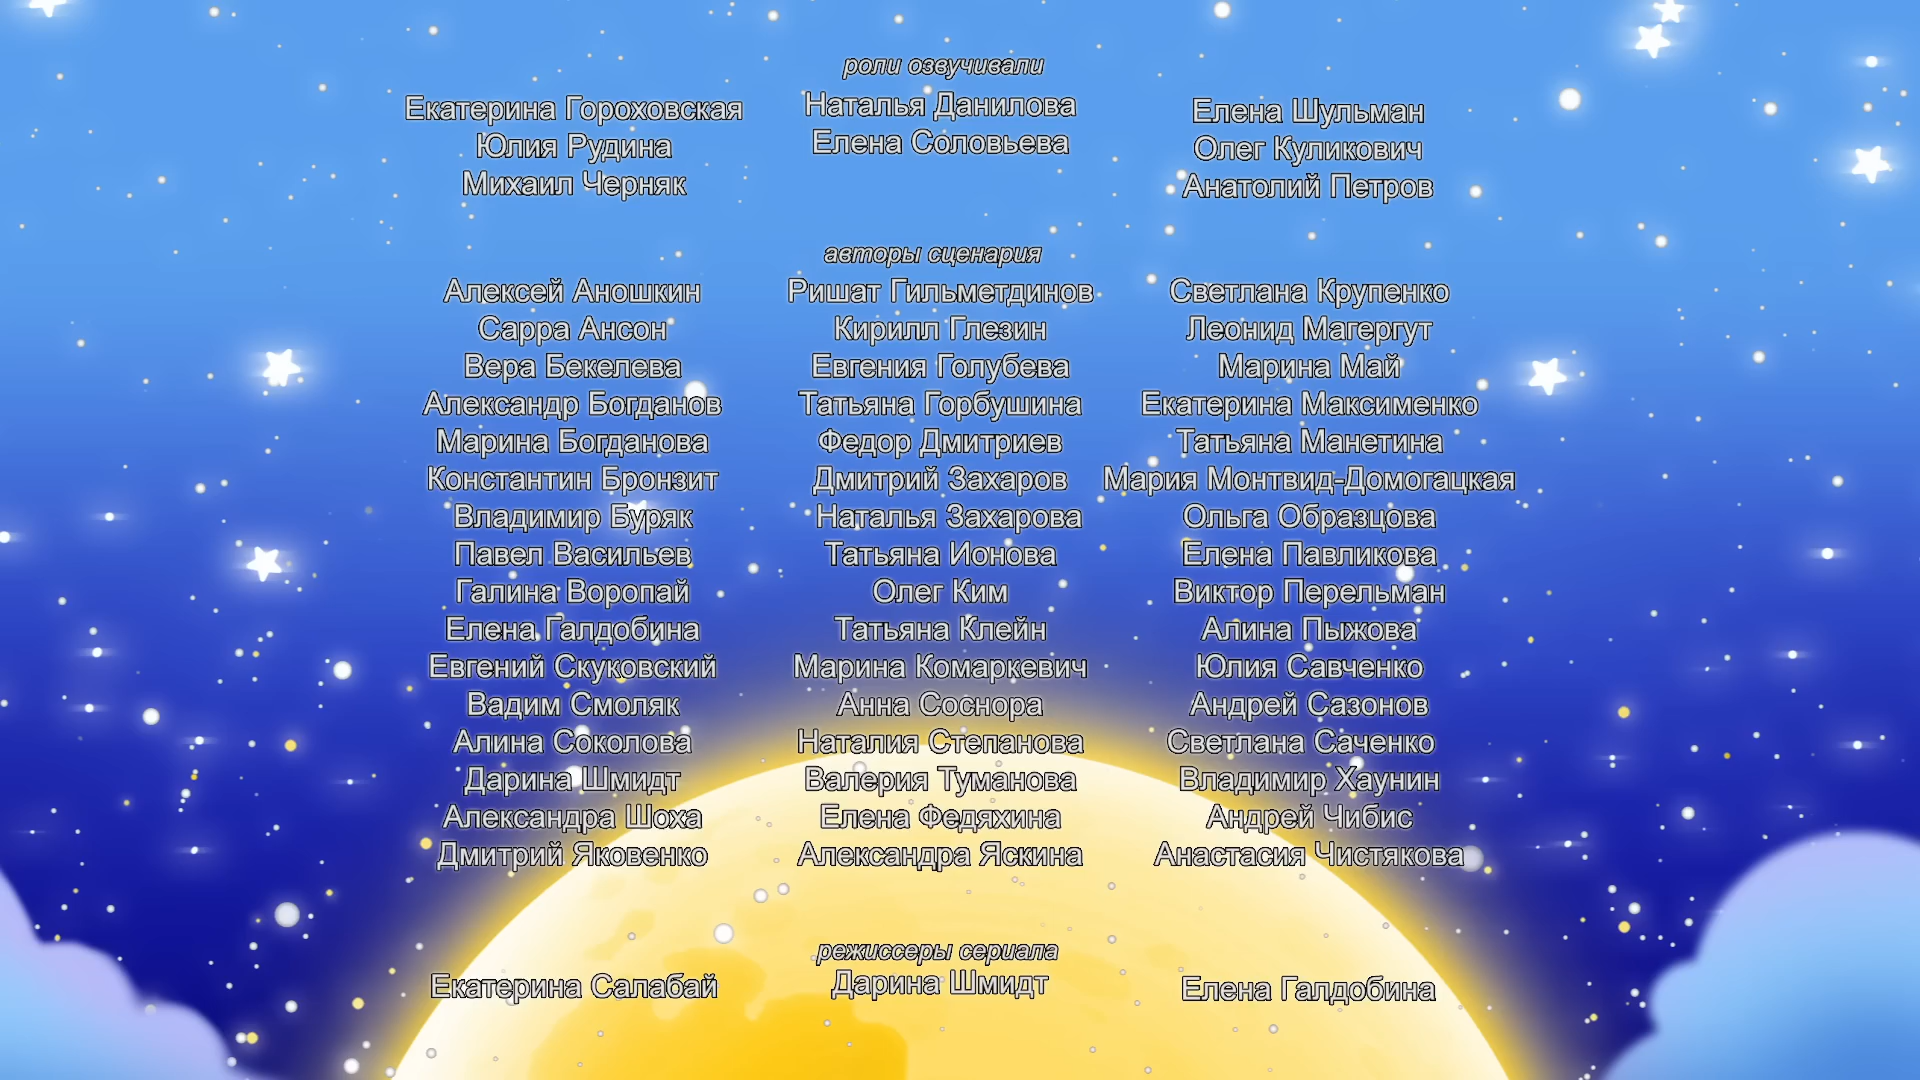 роли озвучивали
Екатерина Гороховская
Юлия Рудина
Михаил Черняк
Наталья Данилова
Елена Соловьева
Елена Шульман
Олег Куликович
Анатолий Петров
авторы сценария
Алексей Аношкин
Сарра Ансон
Вера Бекелева
Александр Богданов
Марина Богданова
Константин Бронзит
Владимир Буряк
Павел Васильев
Галина Воропай
Елена Галдобина
Евгений Скуковский
Вадим Смоляк
Алина Соколова
Дарина Шмидт
Александра Шоха
Дмитрий Яковенко
Ришат Гильметдинов
Кирилл Глезин
Евгения Голубева
Татьяна Горбушина
Федор Дмитриев
Дмитрий Захаров
Наталья Захарова
Татьяна Ионова
Олег Ким
Татьяна Клейн
Марина Комаркевич
Анна Соснора
Наталия Степанова
Валерия Туманова
Елена Федяхина
Александра Яскина
Светлана Крупенко
Леонид Магергут
Марина Май
Екатерина Максименко
Татьяна Манетина
Мария Монтвид-Домогацкая
Ольга Образцова
Елена Павликова
Виктор Перельман
Алина Пыжова
Юлия Савченко
Андрей Сазонов
Светлана Саченко
Владимир Хаунин
Андрей Чибис
Анастасия Чистякова
режиссеры сериала
Екатерина Салабай
Дарина Шмидт
Елена Галдобина